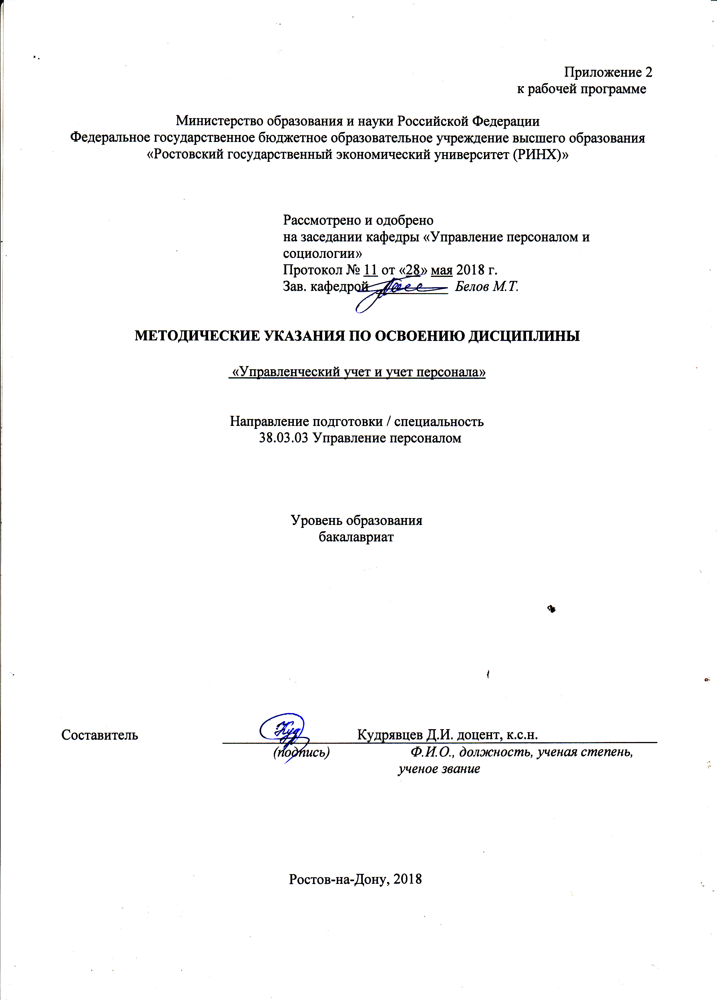 Приложение 2
к рабочей программе
Министерство образования и науки Российской Федерации
Федеральное государственное бюджетное образовательное учреждение высшего образования
«Ростовский государственный экономический университет (РИНХ)»
Рассмотрено и одобрено
на заседании кафедры «Управление персоналом и
социологии»
Протокол № 11 от «28» мая 2018 г.
Зав. кафедрой Белов М.Т.
МЕТОДИЧЕСКИЕ УКАЗАНИЯ ПО ОСВОЕНИЮ ДИСЦИПЛИНЫ
«Управленческий учет и учет персонала»
Направление подготовки / специальность
38.03.03 Управление персоналом
Уровень образования
бакалавриат
Составитель Кудрявцев Д.И. доцент, к.с.н.
(подпись) Ф.И.О., должность, ученая степень,
ученое звание
Ростов-на-Дону, 2018